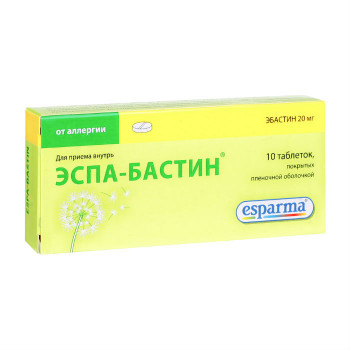 от аллергии
ЭБАСТИН 20 мг
Для приема внутрь
ЭСПА-БАСТИН®
10 таблеток,
покрытых
пленочной оболочкой
esparma®